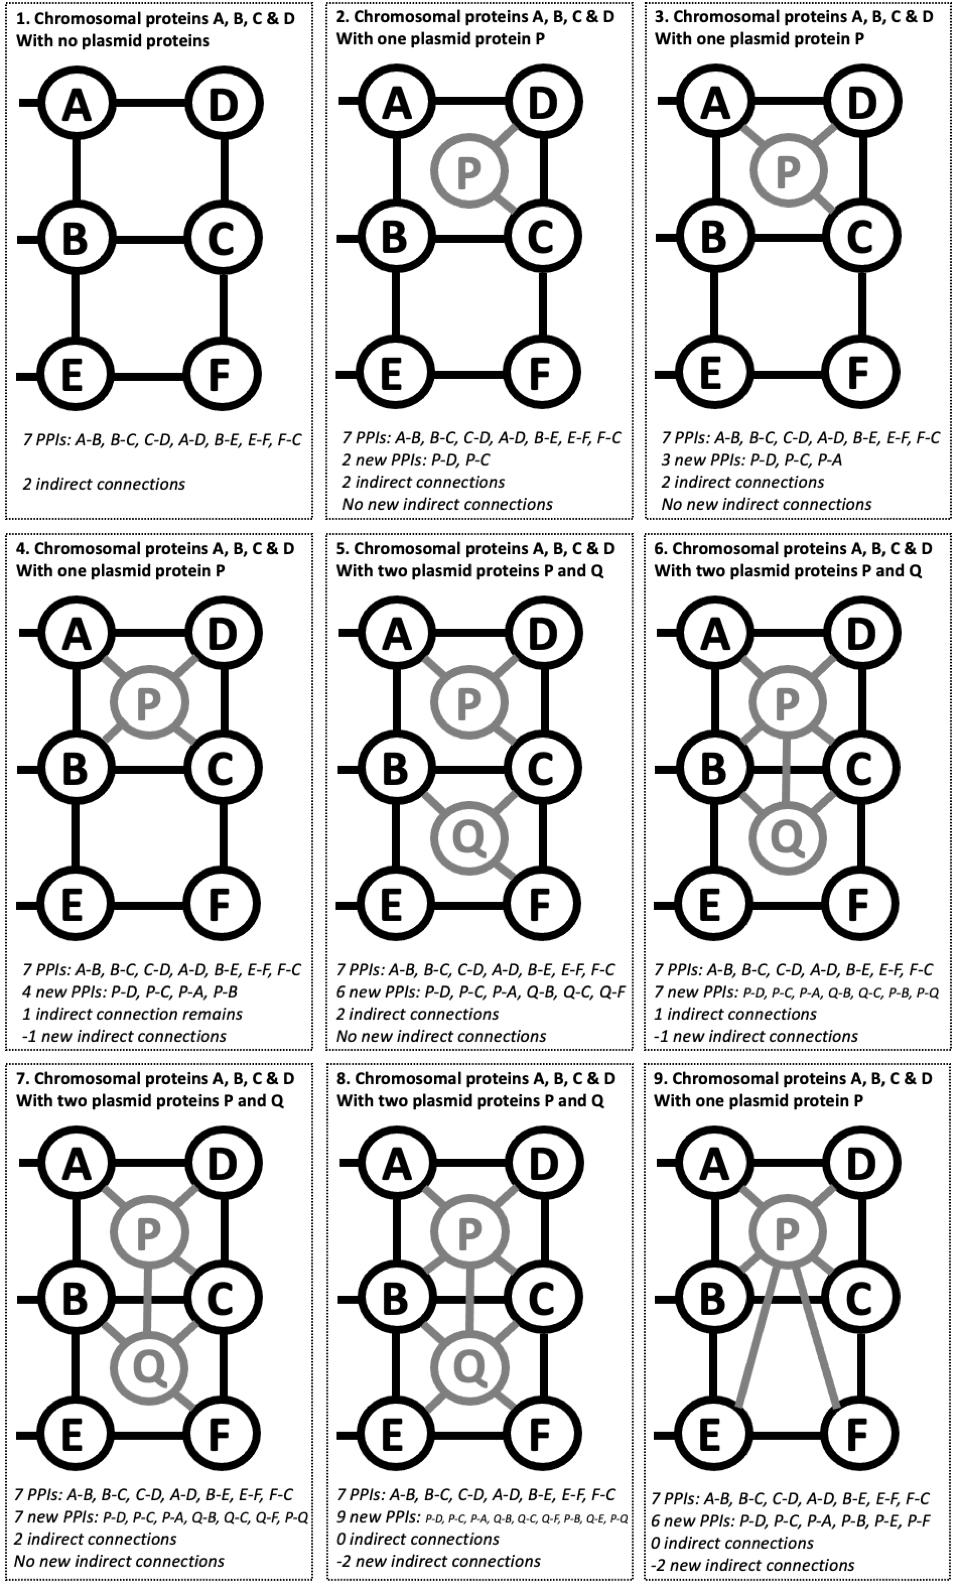 1. Chromosomal proteins A, B, C & D
With no plasmid proteins
A D
B C
E F
7 PPIs: A-B, B-C, C-D, A-D, B-E, E-F, F-C
2 indirect connections
2. Chromosomal proteins A, B, C & D
With one plasmid protein P
A D
P
B C
E F
7 PPIs: A-B, B-C, C-D, A-D, B-E, E-F, F-C
2 new PPIs: P-D, P-C
2 indirect connections
No new indirect connections
3. Chromosomal proteins A, B, C & D
With one plasmid protein P
A D
P
B C
E F
7 PPIs: A-B, B-C, C-D, A-D, B-E, E-F, F-C
3 new PPIs: P-D, P-C, P-A
2 indirect connections
No new indirect connections
4. Chromosomal proteins A, B, C & D
With one plasmid protein P
A D
P
B C
E F
7 PPIs: A-B, B-C, C-D, A-D, B-E, E-F, F-C
4 new PPIs: P-D, P-C, P-A, P-B
1 indirect connection remains
-1 new indirect connections
5. Chromosomal proteins A, B, C & D
With two plasmid proteins P and Q
A D
P
B C
Q
E F
7 PPIs: A-B, B-C, C-D, A-D, B-E, E-F, F-C
6 new PPIs: P-D, P-C, P-A, Q-B, Q-C, Q-F
2 indirect connections
No new indirect connections
6. Chromosomal proteins A, B, C & D
With two plasmid proteins P and Q
A D
P
B C
Q
E F
7 PPIs: A-B, B-C, C-D, A-D, B-E, E-F, F-C
7 new PPIs: P-D, P-C, P-A, Q-B, Q-C, P-B, P-Q
1 indirect connections
-1 new indirect connections
7. Chromosomal proteins A, B, C & D
With two plasmid proteins P and Q
A D
P
B C
Q
E F
7 PPIs: A-B, B-C, C-D, A-D, B-E, E-F, F-C
7 new PPIs: P-D, P-C, P-A, Q-B, Q-C, Q-F, P-Q
2 indirect connections
No new indirect connections
8. Chromosomal proteins A, B, C & D
With two plasmid proteins P and Q
A D
P
B C
Q
E F
7 PPIs: A-B, B-C, C-D, A-D, B-E, E-F, F-C
9 new PPIs: P-D, P-C, P-A, Q-B, Q-C, Q-F, P-B, Q-E, P-Q
0 indirect connections
-2 new indirect connections
9. Chromosomal proteins A, B, C & D
With one plasmid protein P
A D
P
B C
E F
7 PPIs: A-B, B-C, C-D, A-D, B-E, E-F, F-C
6 new PPIs: P-D, P-C, P-A, P-B, P-E, P-F
0 indirect connections
-2 new indirect connections